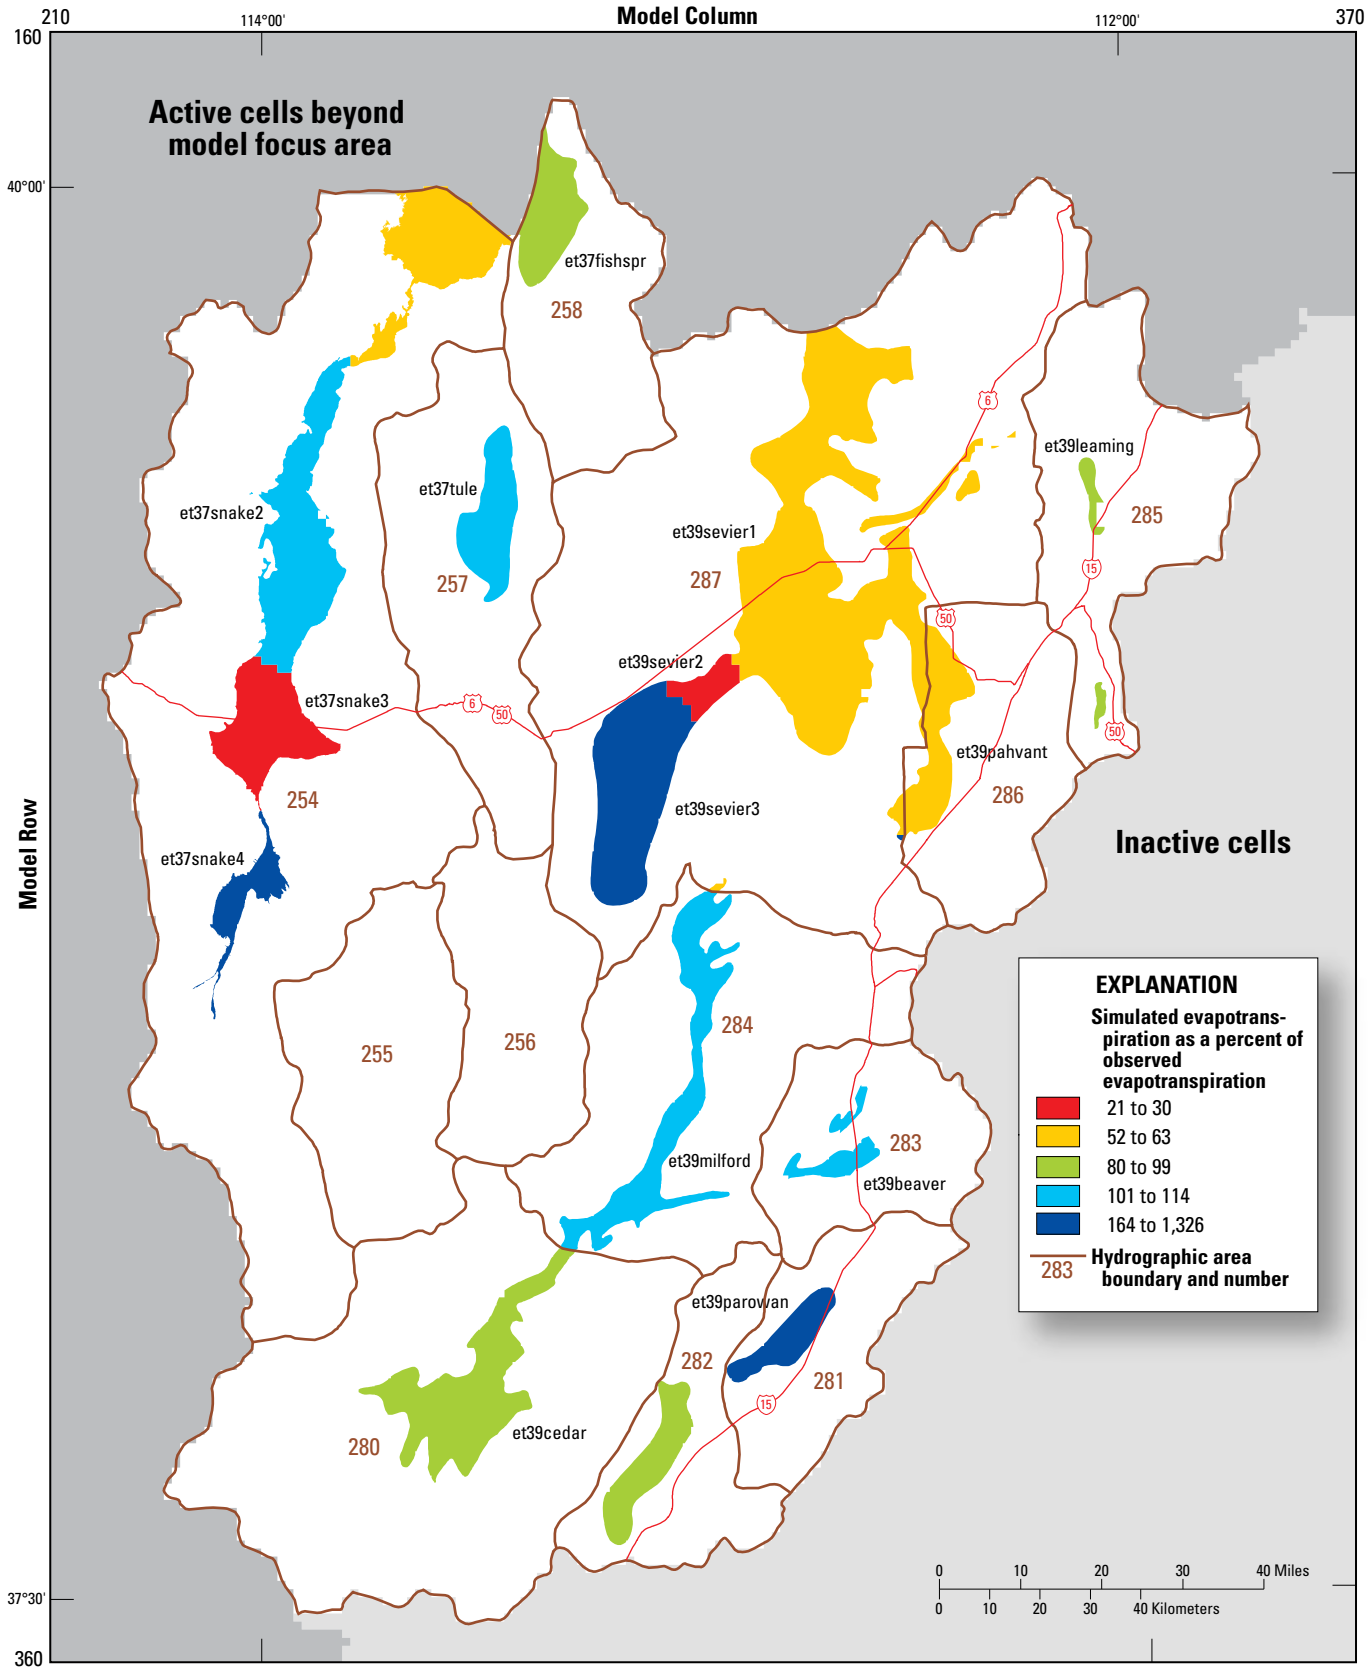 210
114°00'
Model Column
112°00'
370
160
Active cells beyond
model focus area
40°00'
et37fishspr
258
6
et39leaming
et37tule
et37snake2
285
et39sevier1
287
257
15
50
et39sevier2
et37snake3
6
50
50
et39pahvant
254
286
et39sevier3
Model Row
Inactive cells
et37snake4
EXPLANATION
Simulated evapotrans-
piration as a percent of
observed
evapotranspiration
21 to 30
52 to 63
80 to 99
101 to 114
164 to 1,326
283
Hydrographic area
boundary and number
284
256
255
283
et39milford
et39beaver
et39parowan
282
281
15
et39cedar
280
0 10 20 30 40 Miles
0 10 20 30 40 Kilometers
37°30'
360